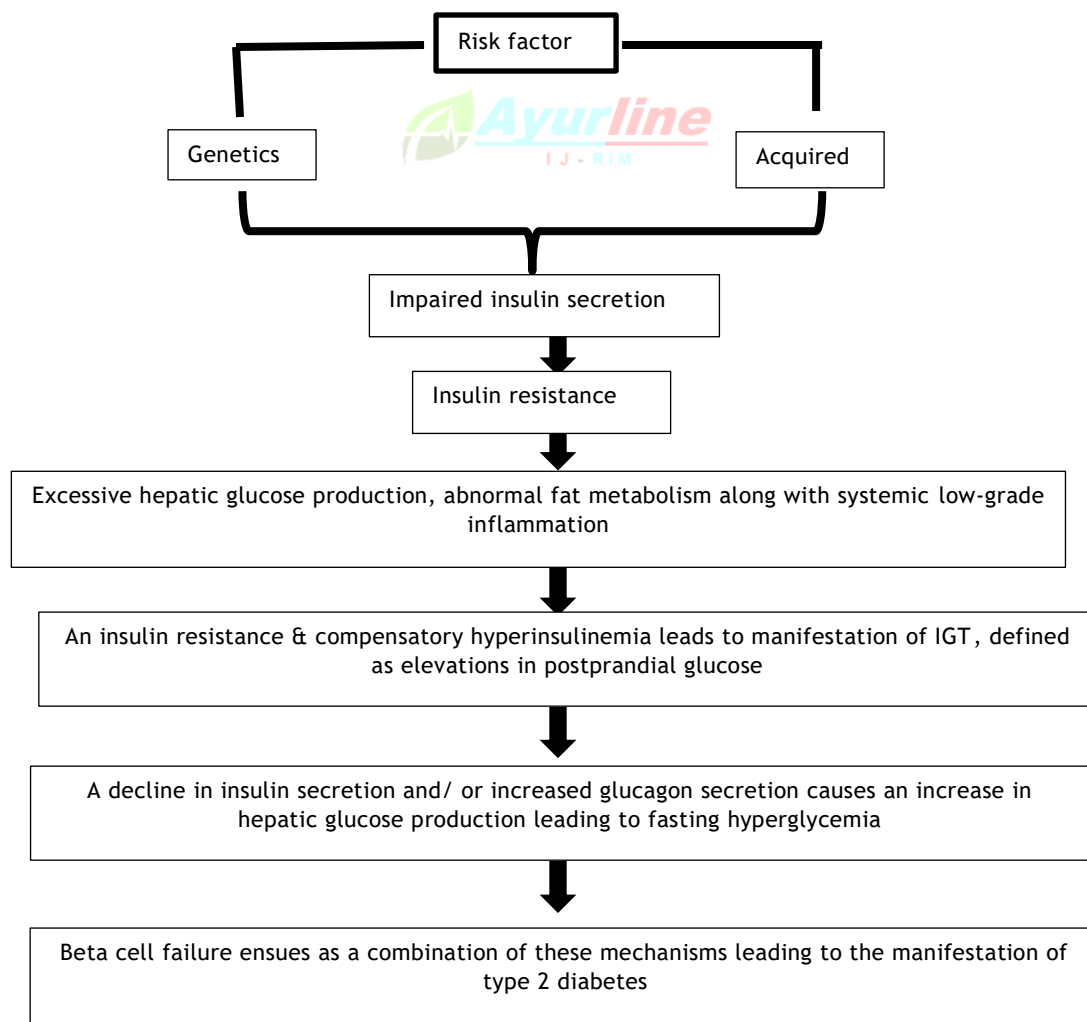 Risk factor
Ayurline
IJ-RIM
Genetics
Acquired
Impaired insulin secretion
Insulin resistance
Excessive hepatic glucose production, abnormal fat metabolism along with systemic low-grade
inflammation
An insulin resistance & compensatory hyperinsulinemia leads to manifestation of IGT, defined
as elevations in postprandial glucose
A decline in insulin secretion and/ or increased glucagon secretion causes an increase in
hepatic glucose production leading to fasting hyperglycemia
Beta cell failure ensues as a combination of these mechanisms leading to the manifestation of
type 2 diabetes